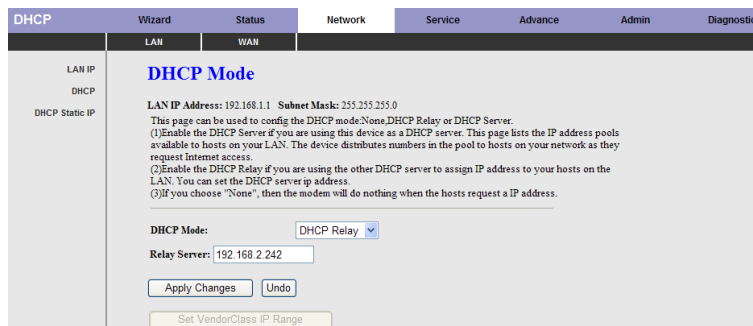 DHCP Wizard Status Network Service Advance Admin Diagnostic
LAN WAN
LAN IP
DHCP
DHCP Static IP
DHCP Mode
LAN IP Address: 192.168.1.1 Subnet Mask: 255.255.255.0
This page can be used to config the DHCP mode:None,DHCP Relay or DHCP Server.
(1)Enable the DHCP Server if you are using this device as a DHCP server. This page lists the IP address pools
available to hosts on your LAN. The device distributes numbers in the pool to hosts on your network as they
request Internet access.
(2)Enable the DHCP Relay if you are using the other DHCP server to assign IP address to your hosts on the
LAN. You can set the DHCP server ip address.
(3)If you choose "None", then the modem will do nothing when the hosts request a IP address.
DHCP Mode: DHCP Relay
Relay Server: 192.168.2.242
Apply Changes Undo
Set VendorClass IP Range